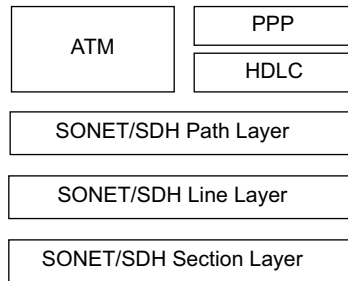 ATM
PPP
HDLC
SONET/SDH Path Layer
SONET/SDH Line Layer
SONET/SDH Section Layer